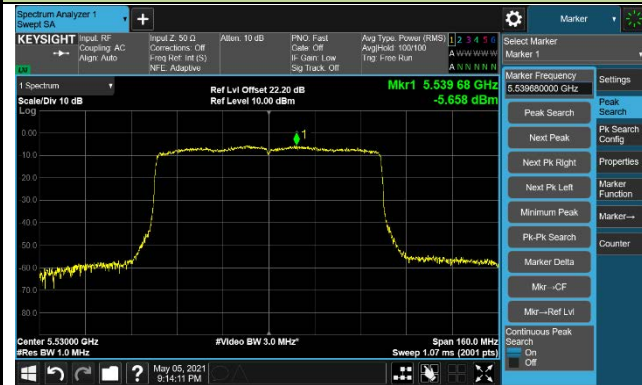 Spectrum Analyzer 1
Swept SA
Marker
KEYSIGHT
Input: RF
Coupling: AC
Align: Auto
Input Z: 50 Ω
Corrections: Off
Freq Ref: Int (S)
NFE: Adaptive
Atten: 10 dB
PNO: Fast
Gate: Off
IF Gain: Low
Sig Track: Off
Avg Type: Power (RMS)
Avg|Hold: 100/100
Trig: Free Run
1 2 3 4 5 6
A W W W W W
A N N N N N
Select Marker
Marker 1
1 Spectrum
Scale/Div 10 dB
Log
Ref Lvl Offset 22.20 dB
Ref Level 10.00 dBm
Mkr1 5.539 68 GHz
-5.658 dBm
Marker Frequency
5.539680000 GHz
Peak Search
Next Peak
Next Pk Right
Next Pk Left
Minimum Peak
Pk-Pk Search
Marker Delta
Mkr→CF
Mkr→Ref Lvl
Continuous Peak
Search
On
Off
Settings
Peak
Search
Pk Search
Config
Properties
Marker
Function
Marker→
Counter
1
0.00
-10.0
-20.0
-30.0
-40.0
-50.0
-60.0
-70.0
-80.0
Center 5.53000 GHz
#Res BW 1.0 MHz
#Video BW 3.0 MHz*
Span 160.0 MHz
Sweep 1.07 ms (2001 pts)
?
May 05, 2021
9:14:11 PM